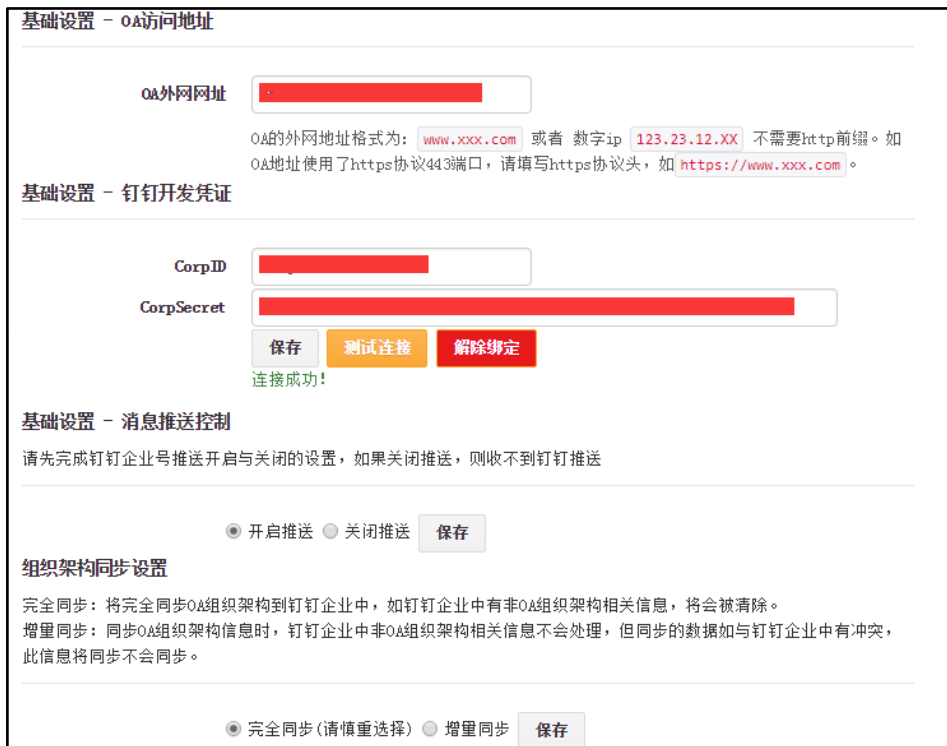 基础设置 - OA访问地址
OA外网网址
OA的外网地址格式为: www.xxx.com 或者 数字ip 123.23.12.XX 不需要http前缀。如
OA地址使用了https协议443端口，请填写https协议头，如https://www.xxx.com。
基础设置 - 钉钉开发凭证
CorpID
CorpSecret
保存 测试连接 解除绑定
连接成功!
基础设置 - 消息推送控制
请先完成钉钉企业号推送开启与关闭的设置，如果关闭推送，则收不到钉钉推送
开启推送 关闭推送 保存
组织架构同步设置
完全同步: 将完全同步OA组织架构到钉钉企业中，如钉钉企业中有非OA组织架构相关信息，将会被清除。
增量同步: 同步OA组织架构信息时，钉钉企业中非OA组织架构相关信息不会处理，但同步的数据如与钉钉企业中有冲突，
此信息将同步不会同步。
完全同步(请慎重选择) 增量同步 保存